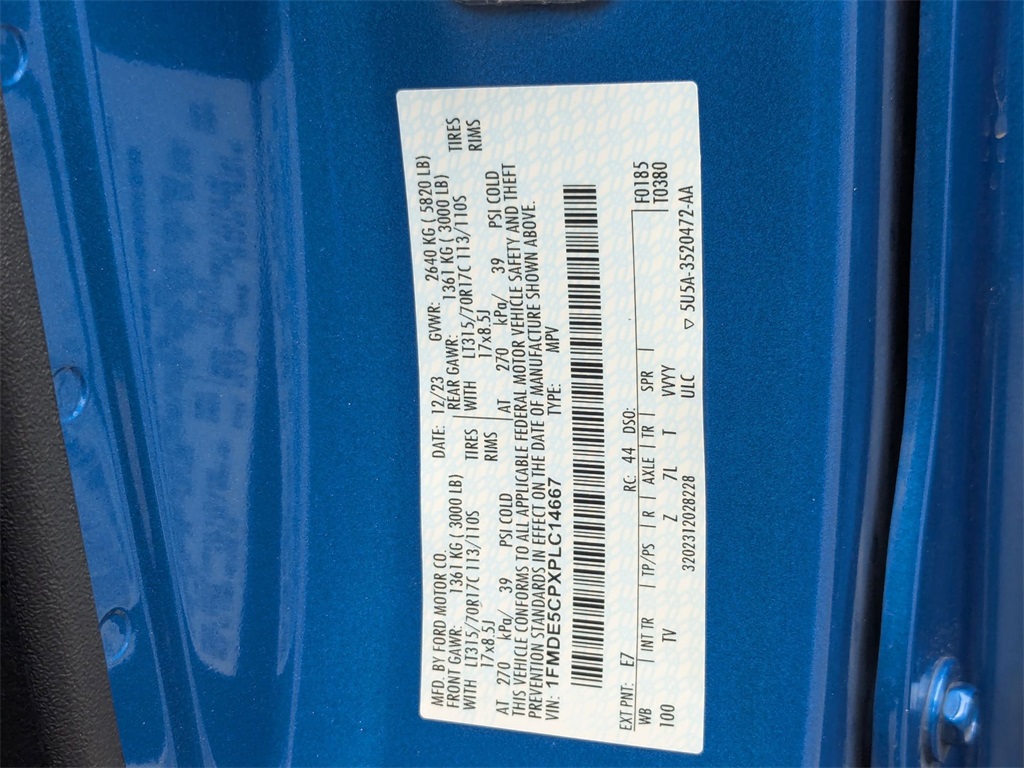 MFD. BY FORD MOTOR CO. DATE: 12/23 GVWR: 2640 KG ( 5820 LB)
FRONT GAWR: 1361 KG ( 3000 LB) REAR GAWR: 1361 KG ( 3000 LB)
WITH LT315/70R17C 113/110S TIRES WITH LT315/70R17C 113/110S TIRES
17x8.5J RIMS 17x8.5J RIMS
AT 270 kPa/ 39 PSI COLD AT 270 kPa/ 39 PSI COLD
THIS VEHICLE CONFORMS TO ALL APPLICABLE FEDERAL MOTOR VEHICLE SAFETY AND THEFT
PREVENTION STANDARDS IN EFFECT ON THE DATE OF MANUFACTURE SHOWN ABOVE.
VIN: 1FMDE5CPXPLC14667 TYPE: MPV
EXT PNT: E7 RC: 44 DSO: F0185
WB INT TR TP/PS R AXLE TR SPR T0380
100 TV Z 7L T VVYY
3202312028228 ULC ▽ 5U5A-3520472-AA